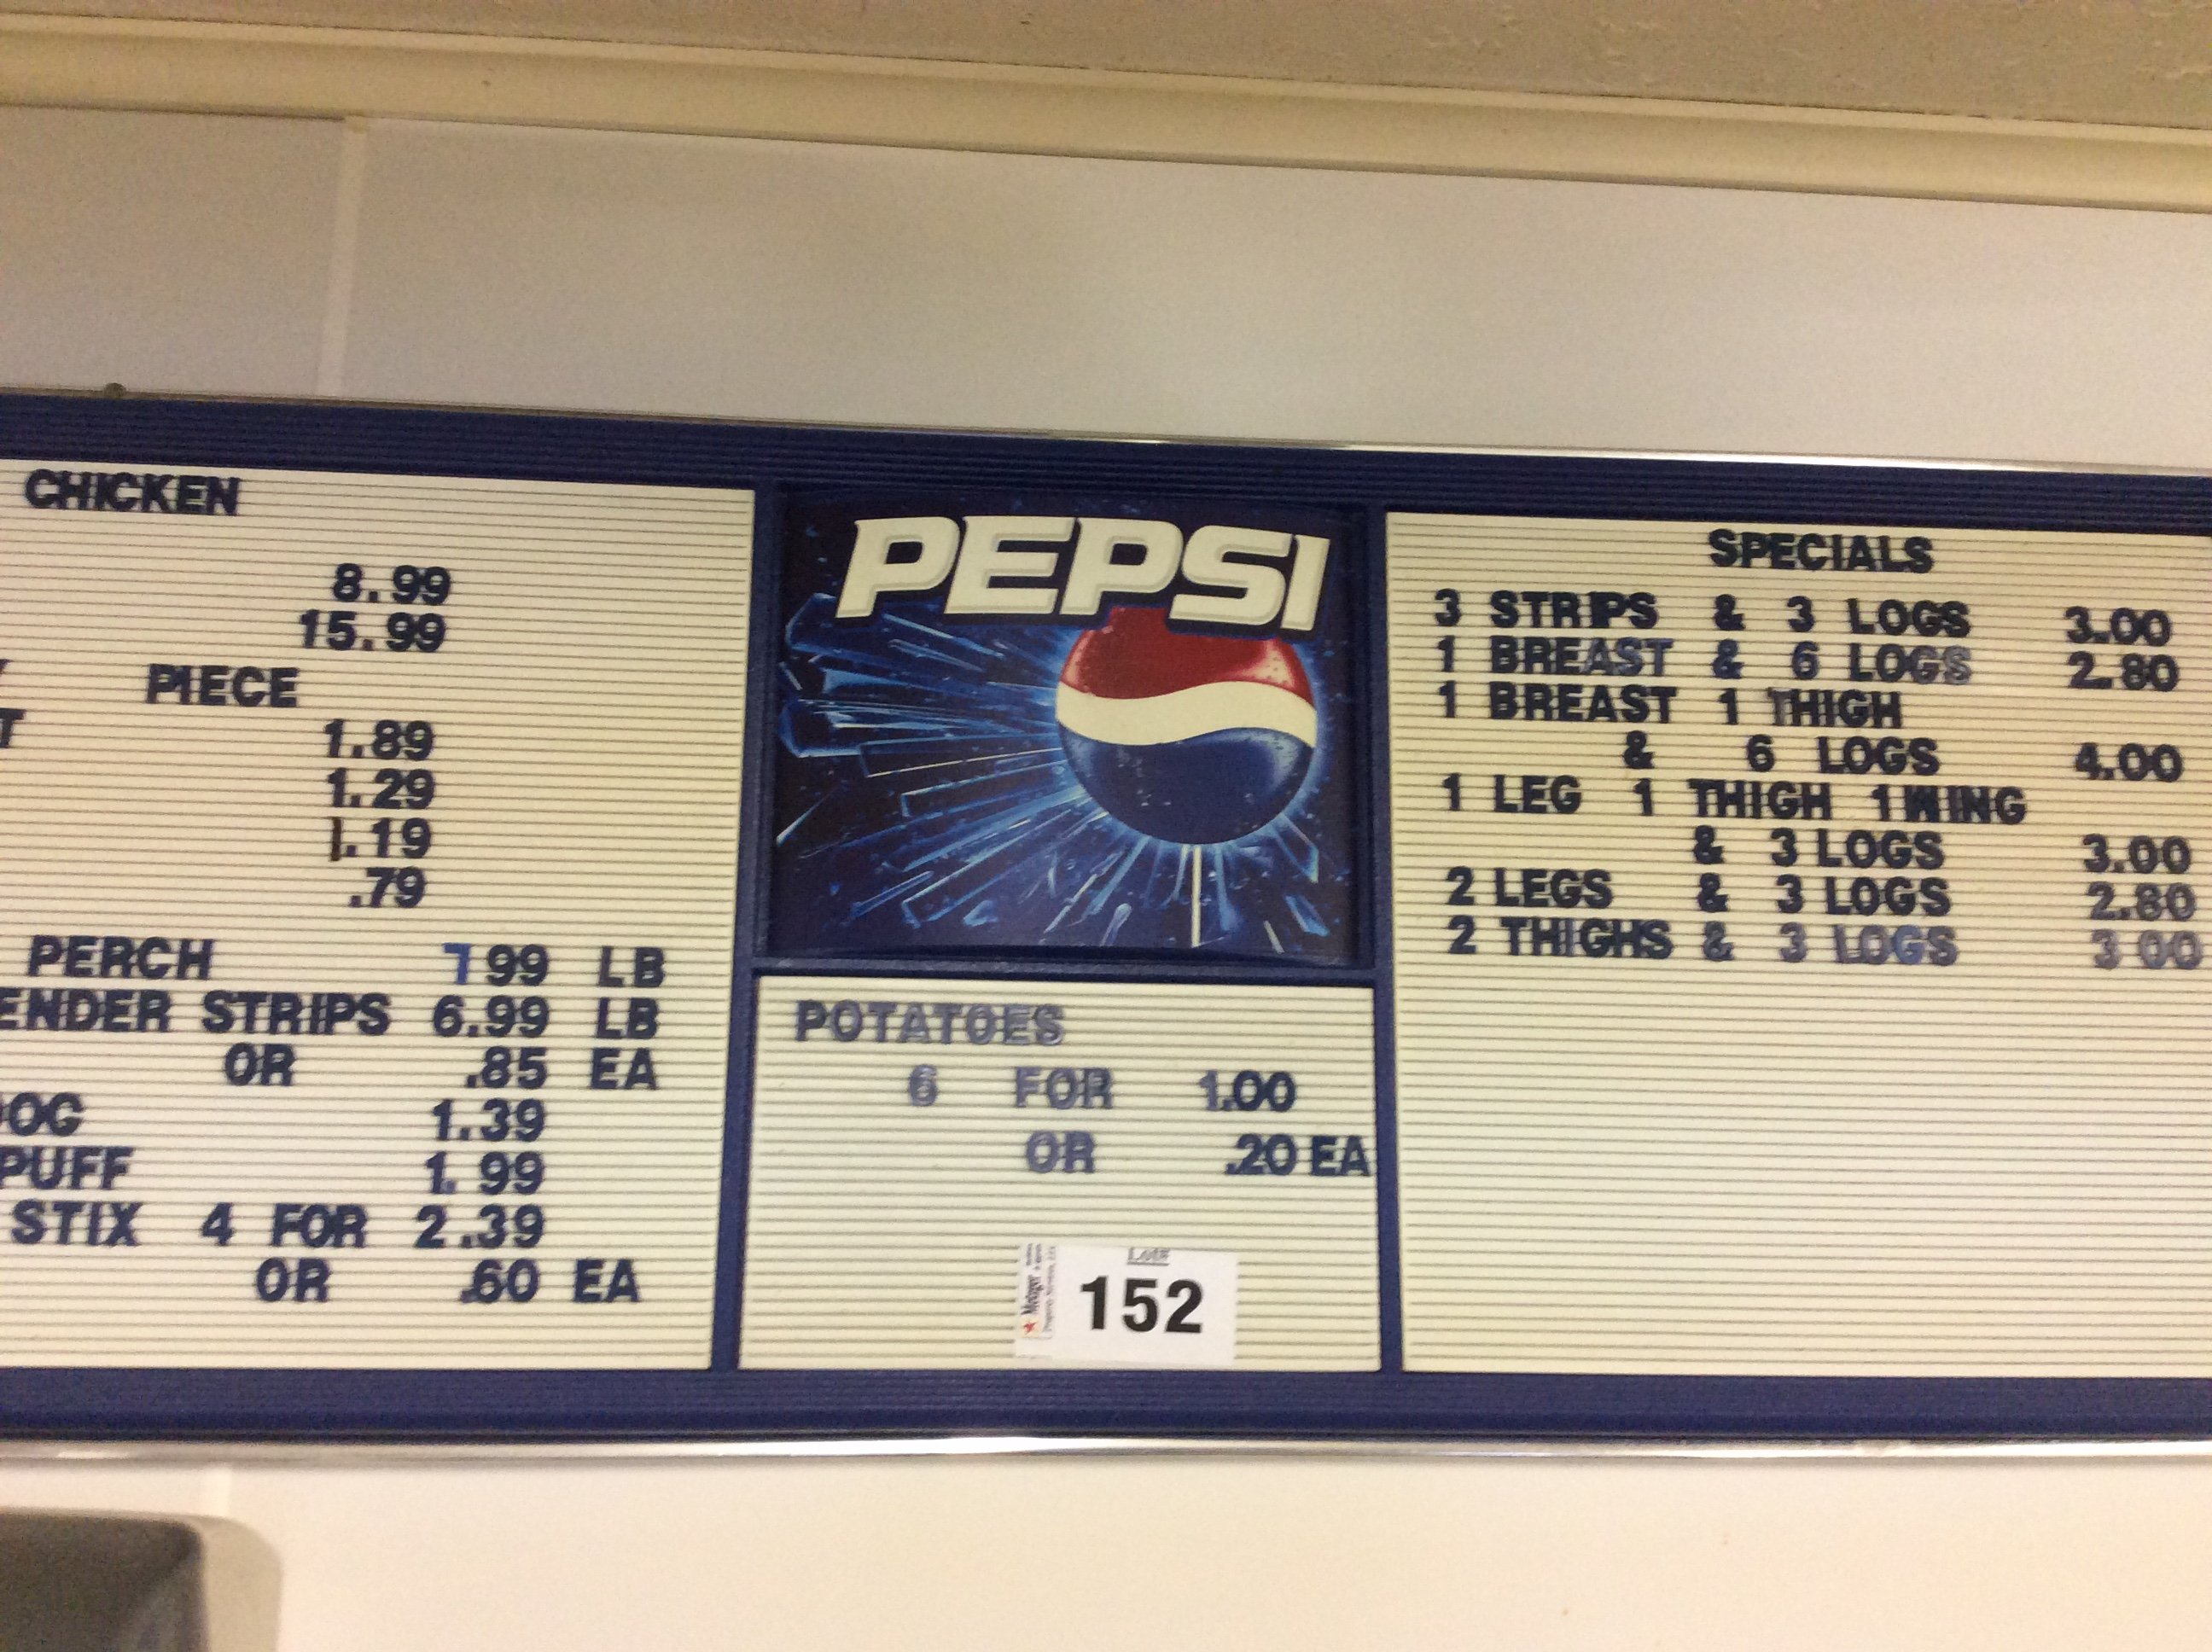 CHICKEN
8.99
15.99
PIECE
1.89
1.29
1.19
.79
PERCH 7 99 LB
ENDER STRIPS 6.99 LB
OR .85 EA
OG 1.39
PUFF 1.99
STIX 4 FOR 2.39
OR .60 EA
PEPSI
POTATOES
6 FOR 1.00
OR .20 EA
Lot#
152
Metzger
SPECIALS
3 STRIPS & 3 LOGS 3.00
1 BREAST & 6 LOGS 2.80
1 BREAST 1 THIGH
& 6 LOGS 4.00
1 LEG 1 THIGH 1 WING
& 3 LOGS 3.00
2 LEGS & 3 LOGS 2.80
2 THIGHS & 3 LOGS 3 00